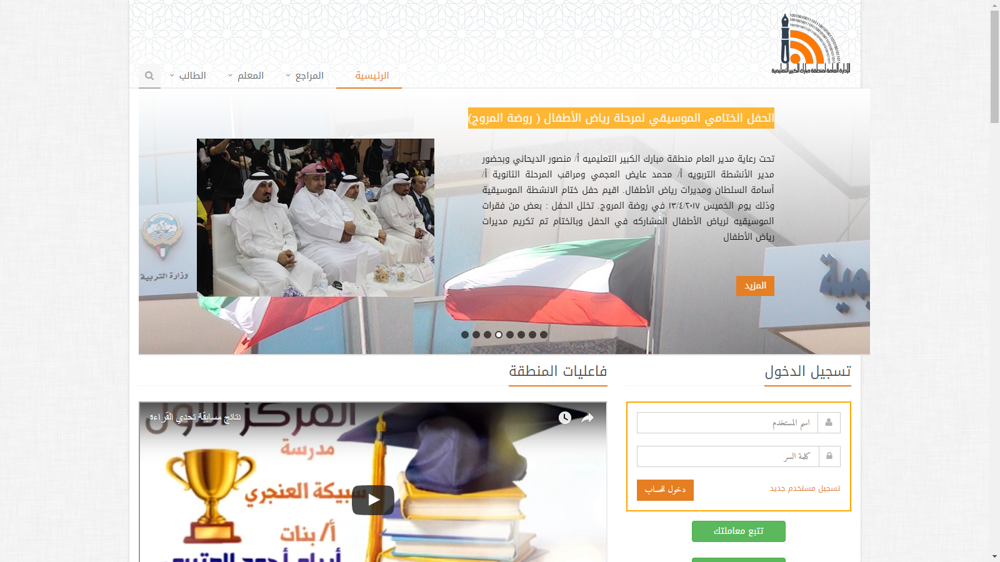 الإدارة العامة لمنطقة مبارك الكبير التعليمية
الرئيسية
المراجع
المعلم
الطالب
الحفل الختامي الموسيقي لمرحلة رياض الأطفال ( روضة المروج)
تحت رعاية مدير العام منطقة مبارك الكبير التعليميه أ/ منصور الديحاني وبحضور
مدير الأنشطة التربويه أ/ محمد عايض العجمي ومراقب المرحلة الثانوية أ/
أسامة السلطان ومديرات رياض الأطفال. اقيم حفل ختام الانشطة الموسيقية
وذلك يوم الخميس ١٣/٤/٢٠١٧ في روضة المروج. تخلل الحفل : بعض من فقرات
الموسيقيه لرياض الأطفال المشاركه في الحفل وبالختام تم تكريم مديرات
رياض الأطفال
المزيد
وزارة التربية
تسجيل الدخول
اسم المستخدم
كلمة السر
تسجيل مستخدم جديد
دخول للحساب
تتبع معاملتك
فاعليات المنطقة
نتائج مسابقة تحدي القراءة
المركز الأول
مدرسة
سبيكة العنجري
أ/ بنات